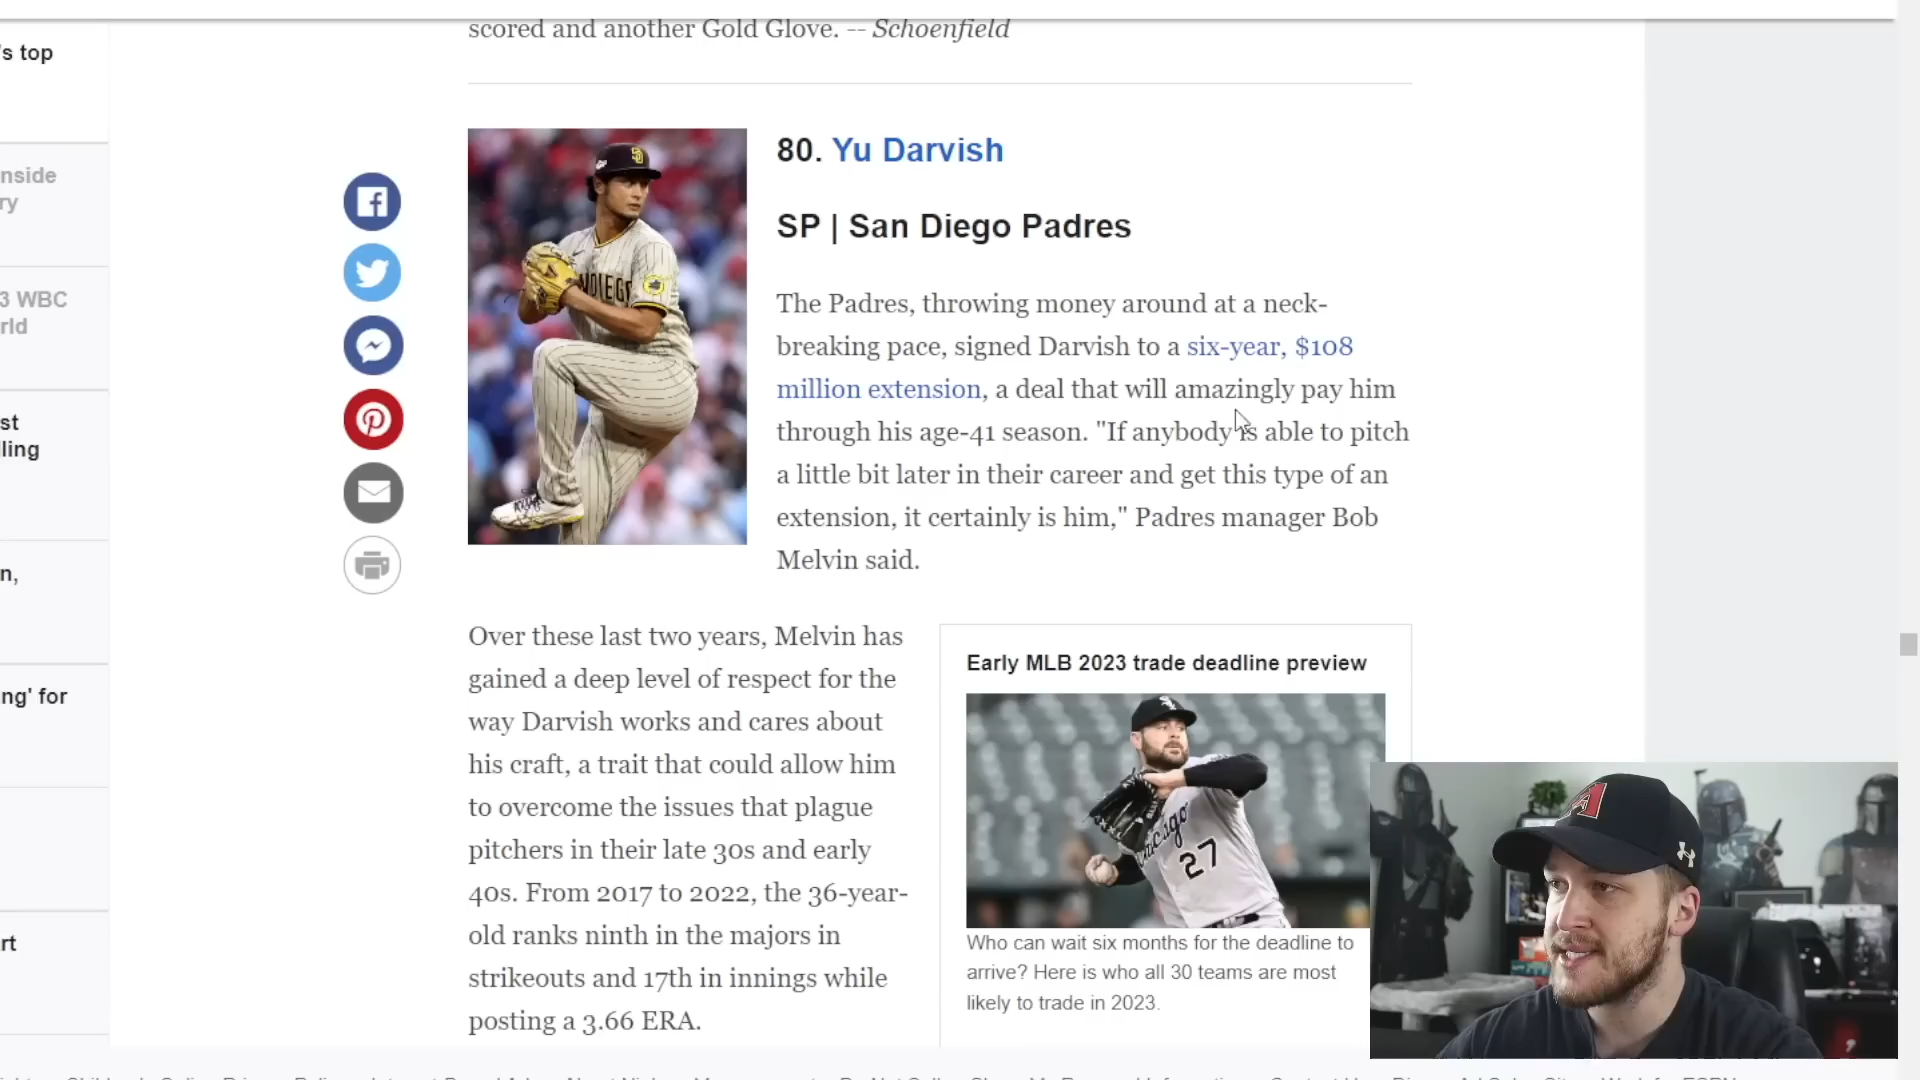 scored and another Gold Glove. -- Schoenfield
's top
nside
ry
3 WBC
rld
st
ling
n,
ng' for
rt
80. Yu Darvish
SP | San Diego Padres
The Padres, throwing money around at a neck-
breaking pace, signed Darvish to a six-year, $108
million extension, a deal that will amazingly pay him
through his age-41 season. "If anybody is able to pitch
a little bit later in their career and get this type of an
extension, it certainly is him," Padres manager Bob
Melvin said.
Over these last two years, Melvin has
gained a deep level of respect for the
way Darvish works and cares about
his craft, a trait that could allow him
to overcome the issues that plague
pitchers in their late 30s and early
40s. From 2017 to 2022, the 36-year-
old ranks ninth in the majors in
strikeouts and 17th in innings while
posting a 3.66 ERA.
Early MLB 2023 trade deadline preview
Chicago
27
Who can wait six months for the deadline to
arrive? Here is who all 30 teams are most
likely to trade in 2023.